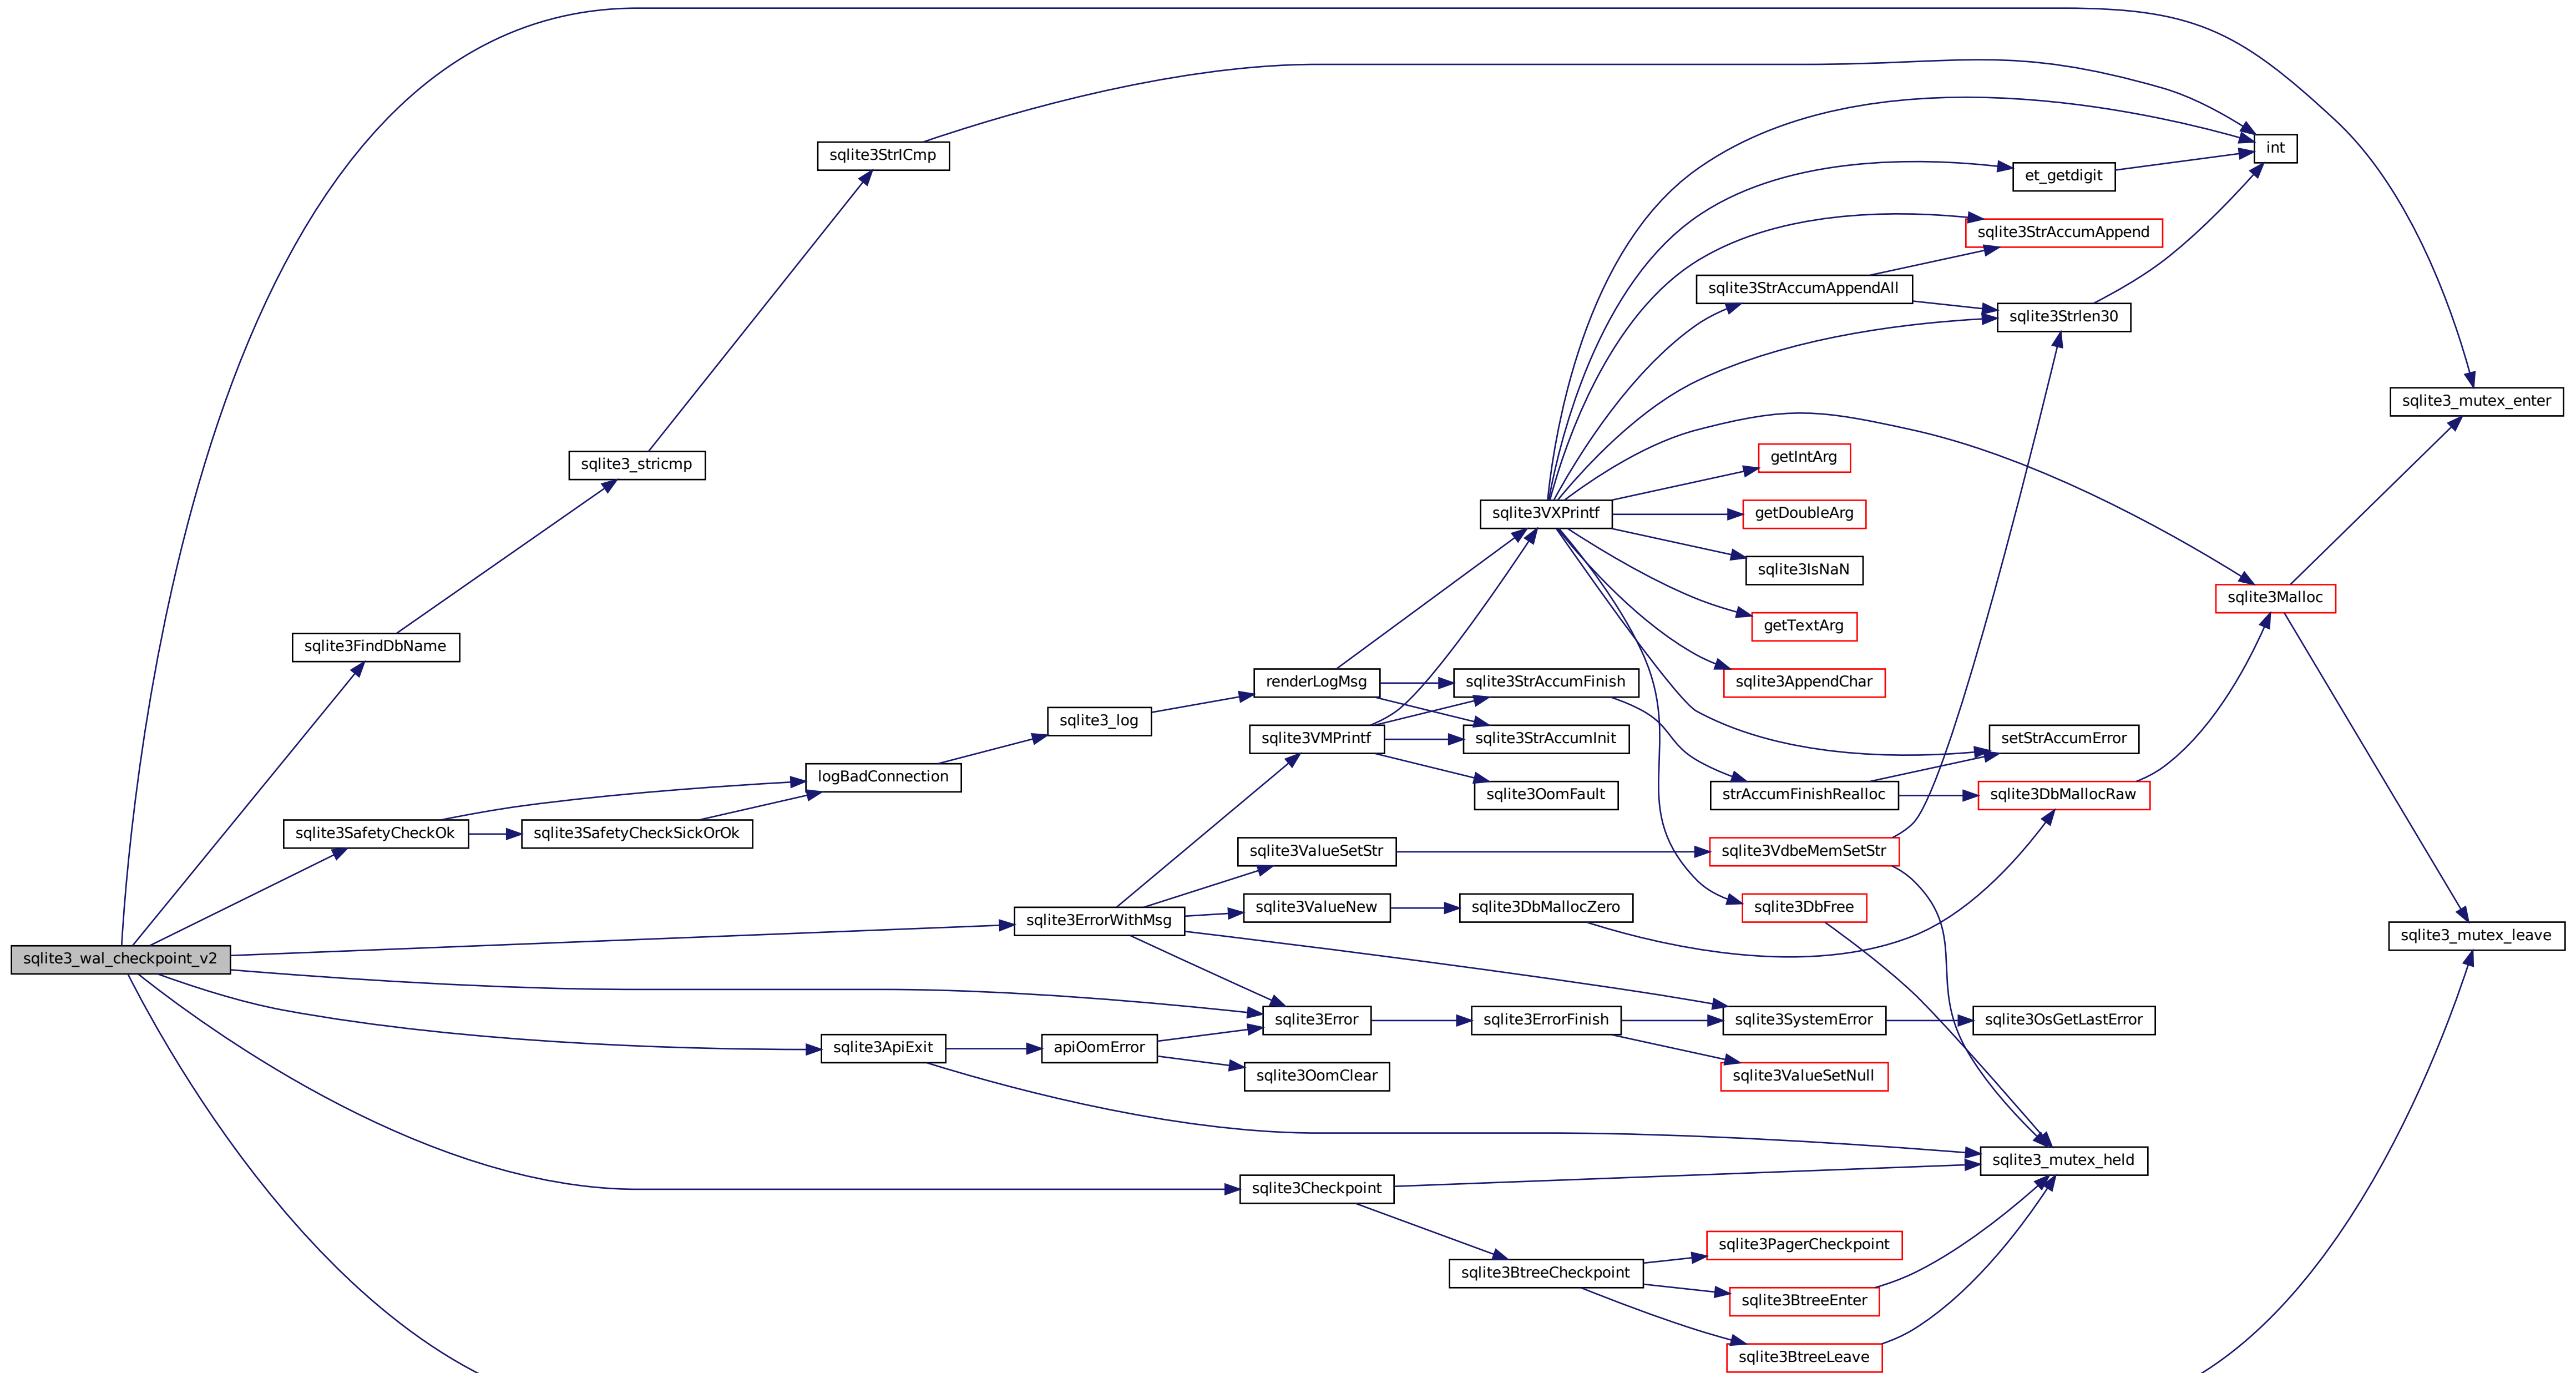 sqlite3_wal_checkpoint_v2
sqlite3FindDbName
sqlite3SafetyCheckOk
sqlite3_stricmp
sqlite3SafetyCheckSickOrOk
sqlite3StrICmp
logBadConnection
sqlite3ApiExit
sqlite3_log
sqlite3ErrorWithMsg
apiOomError
renderLogMsg
sqlite3VMPrintf
sqlite3ValueSetStr
sqlite3ValueNew
sqlite3Error
sqlite3OomClear
sqlite3Checkpoint
sqlite3VXPrintf
sqlite3StrAccumFinish
sqlite3StrAccumInit
sqlite3OomFault
sqlite3DbMallocZero
sqlite3ErrorFinish
sqlite3BtreeCheckpoint
sqlite3StrAccumAppendAll
getIntArg
getDoubleArg
sqlite3IsNaN
getTextArg
sqlite3AppendChar
strAccumFinishRealloc
sqlite3VdbeMemSetStr
sqlite3DbFree
sqlite3SystemError
sqlite3ValueSetNull
sqlite3PagerCheckpoint
sqlite3BtreeEnter
sqlite3BtreeLeave
et_getdigit
sqlite3StrAccumAppend
sqlite3Strlen30
setStrAccumError
sqlite3DbMallocRaw
sqlite3OsGetLastError
sqlite3_mutex_held
int
sqlite3Malloc
sqlite3_mutex_enter
sqlite3_mutex_leave